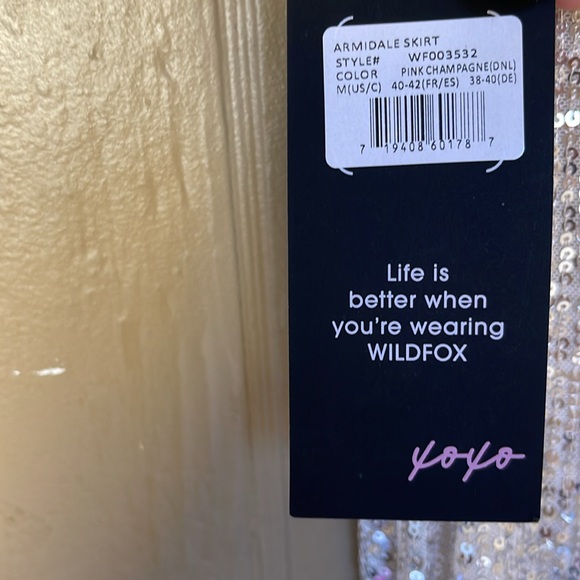 ARMIDALE SKIRT
STYLE# WF003532
COLOR PINK CHAMPAGNE(DNL)
M(US/C) 40-42(FR/ES) 38-40(DE)
7 19408 60178 7
Life is
better when
you're wearing
WILDFOX
xoxo